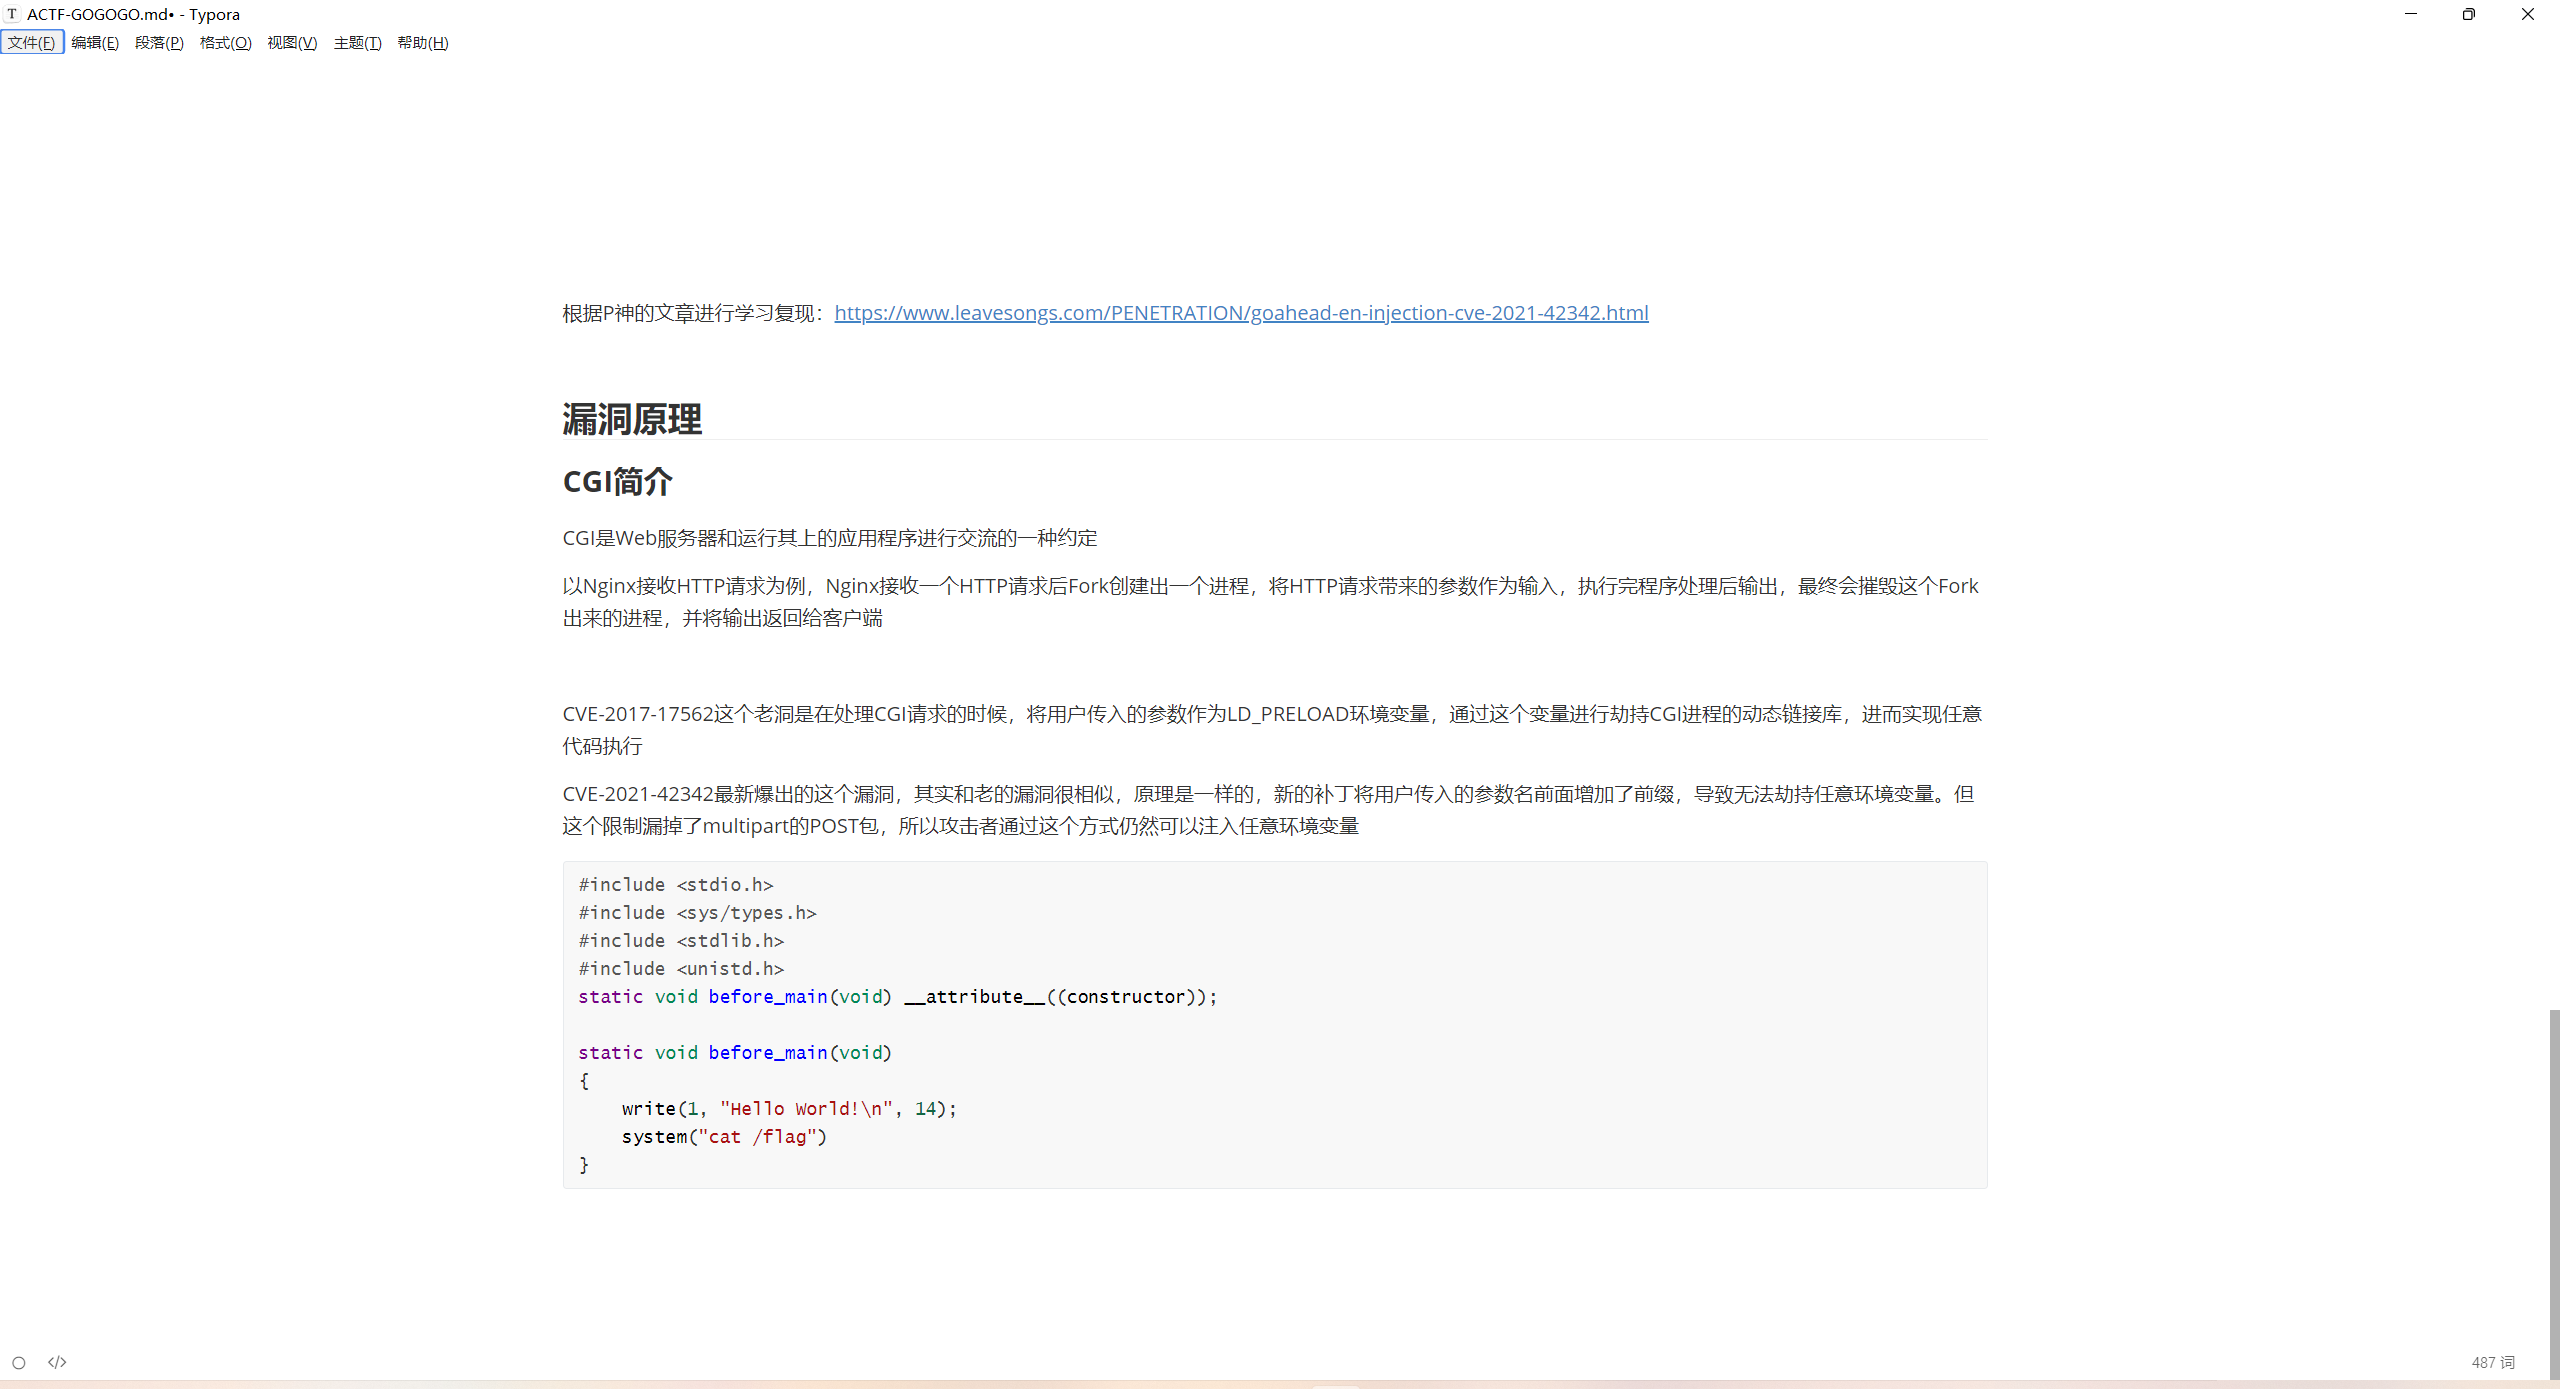 ACTF-GOGOGO.md• - Typora
文件(F) 编辑(E) 段落(P) 格式(O) 视图(V) 主题(T) 帮助(H)
根据P神的文章进行学习复现：https://www.leavesongs.com/PENETRATION/goahead-en-injection-cve-2021-42342.html
漏洞原理
CGI简介
CGI是Web服务器和运行其上的应用程序进行交流的一种约定
以Nginx接收HTTP请求为例，Nginx接收一个HTTP请求后Fork创建出一个进程，将HTTP请求带来的参数作为输入，执行完程序处理后输出，最终会摧毁这个Fork
出来的进程，并将输出返回给客户端
CVE-2017-17562这个老洞是在处理CGI请求的时候，将用户传入的参数作为LD_PRELOAD环境变量，通过这个变量进行劫持CGI进程的动态链接库，进而实现任意
代码执行
CVE-2021-42342最新爆出的这个漏洞，其实和老的漏洞很相似，原理是一样的，新的补丁将用户传入的参数名前面增加了前缀，导致无法劫持任意环境变量。但
这个限制漏掉了multipart的POST包，所以攻击者通过这个方式仍然可以注入任意环境变量
#include <stdio.h>
#include <sys/types.h>
#include <stdlib.h>
#include <unistd.h>
static void before_main(void) __attribute__((constructor));
static void before_main(void)
{
    write(1, "Hello World!\n", 14);
    system("cat /flag")
}
</> 487 词